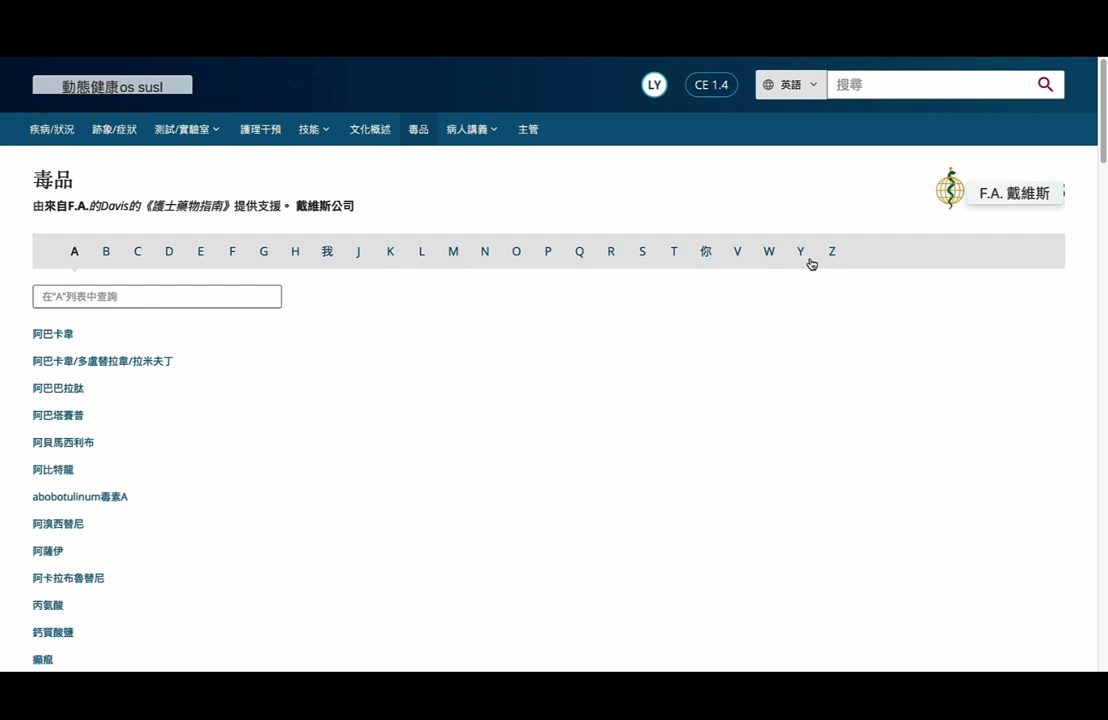 動態健康os susl
LY
CE 1.4
英語
搜尋
疾病/狀況 跡象/症狀 測試/實驗室 護理干預 技能 文化概述 毒品 病人講義 主管
毒品
由來自F.A.的Davis的《護士藥物指南》提供支援。 戴維斯公司
F.A. 戴維斯
A B C D E F G H 我 J K L M N O P Q R S T 你 V W Y Z
在“A”列表中查詢
阿巴卡韋
阿巴卡韋/多盧替拉韋/拉米夫丁
阿巴巴拉肽
阿巴塔賽普
阿貝馬西利布
阿比特龍
abobotulinum毒素A
阿溴西替尼
阿薩伊
阿卡拉布魯替尼
丙氨酸
鈣質酸鹽
癲瘋